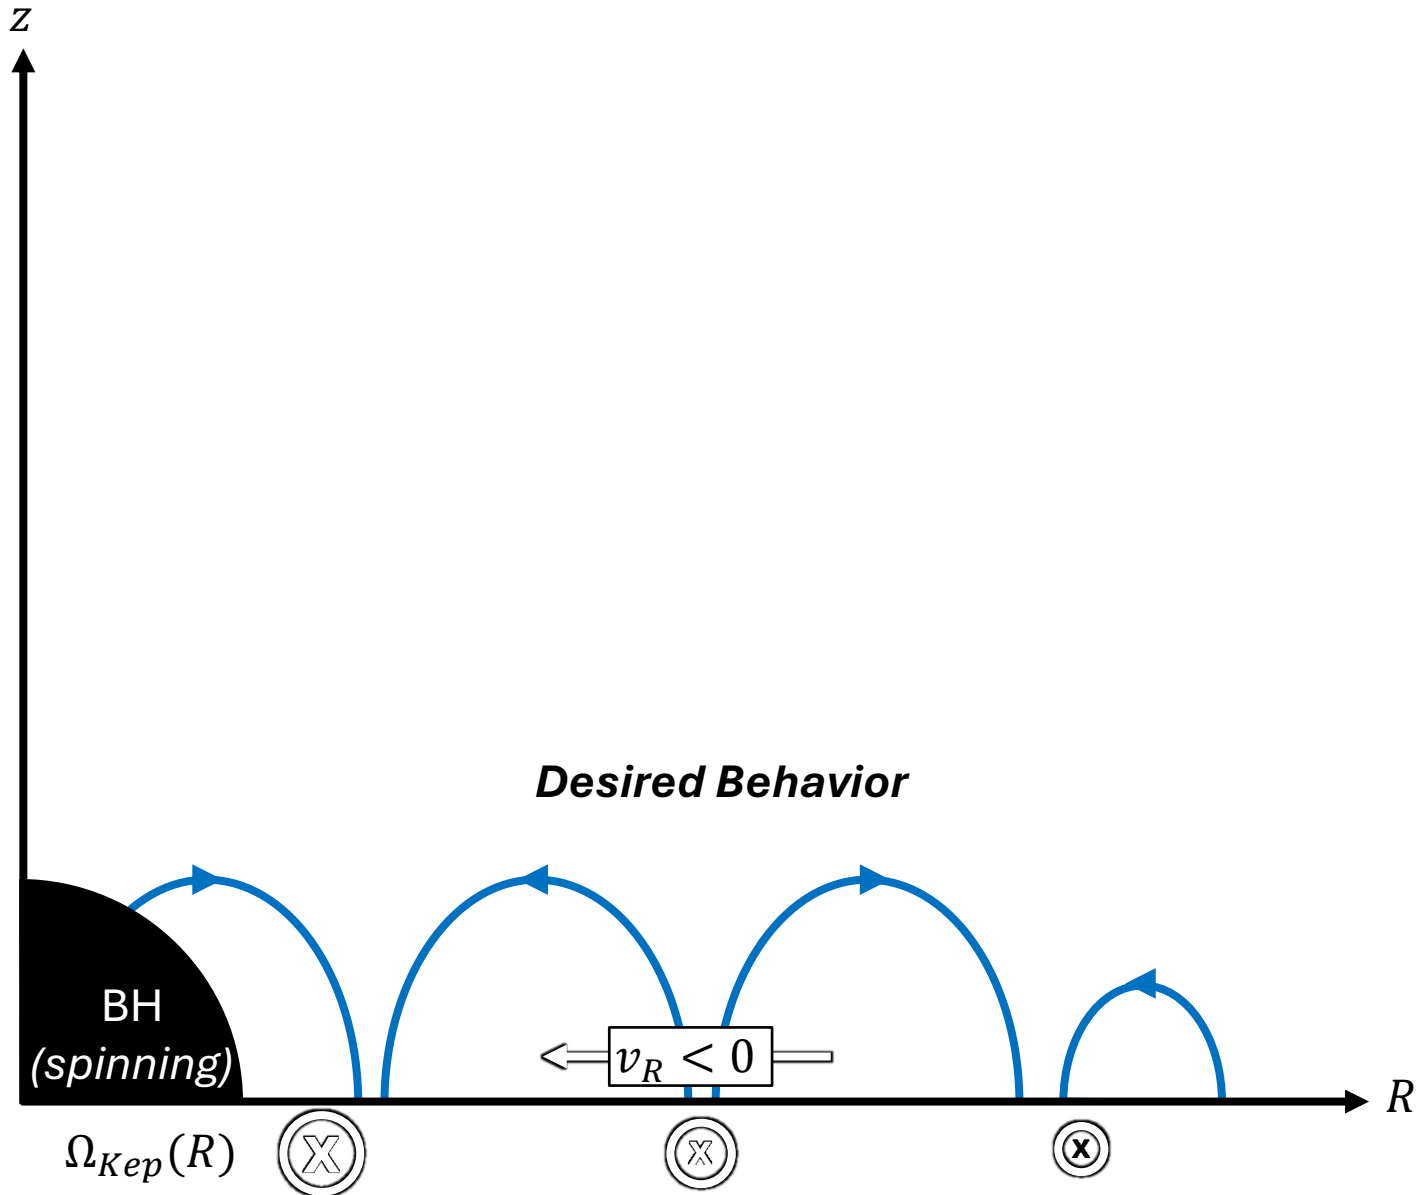 z
Desired Behavior
BH
(spinning)
v_R < 0
R
Ω_Kep(R)
X
X
X